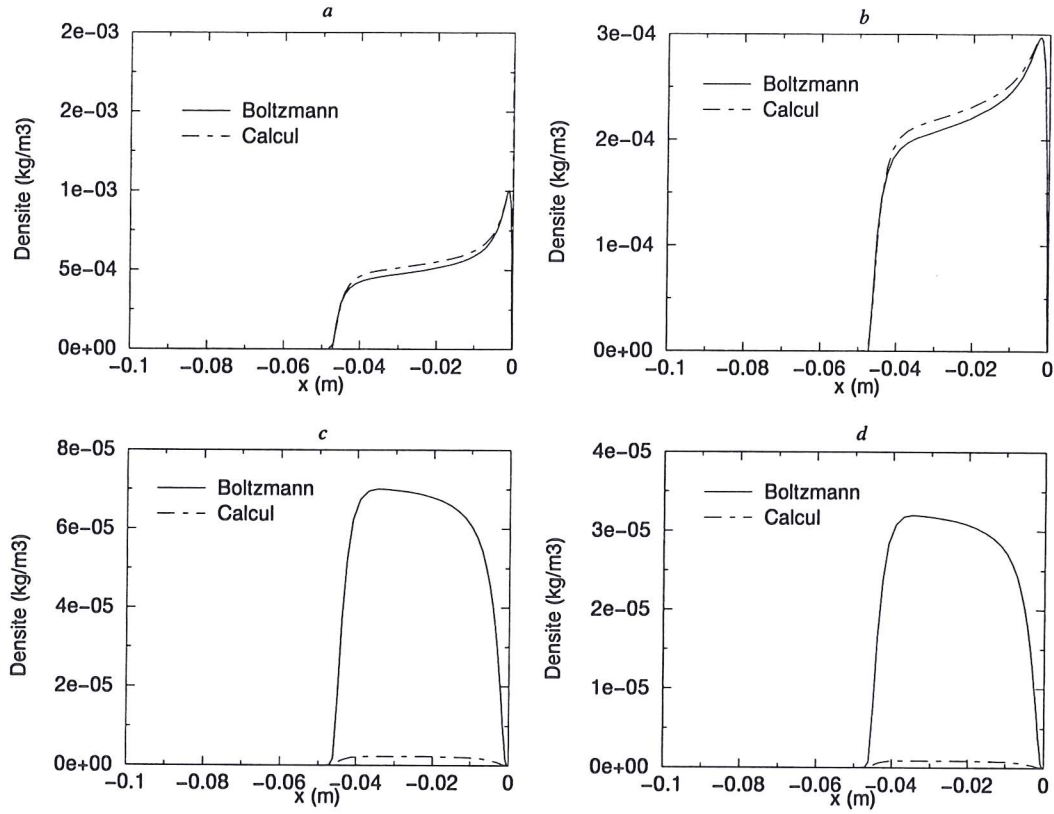 a
2e−03
2e−03
1e−03
5e−04
0e+00
Densite (kg/m3)
Boltzmann
Calcul
−0.1 −0.08 −0.06 −0.04 −0.02 0
x (m)
b
3e−04
2e−04
1e−04
0e+00
Densite (kg/m3)
Boltzmann
Calcul
−0.1 −0.08 −0.06 −0.04 −0.02 0
x (m)
c
8e−05
6e−05
4e−05
2e−05
0e+00
Densite (kg/m3)
Boltzmann
Calcul
−0.1 −0.08 −0.06 −0.04 −0.02 0
x (m)
d
4e−05
3e−05
2e−05
1e−05
0e+00
Densite (kg/m3)
Boltzmann
Calcul
−0.1 −0.08 −0.06 −0.04 −0.02 0
x (m)